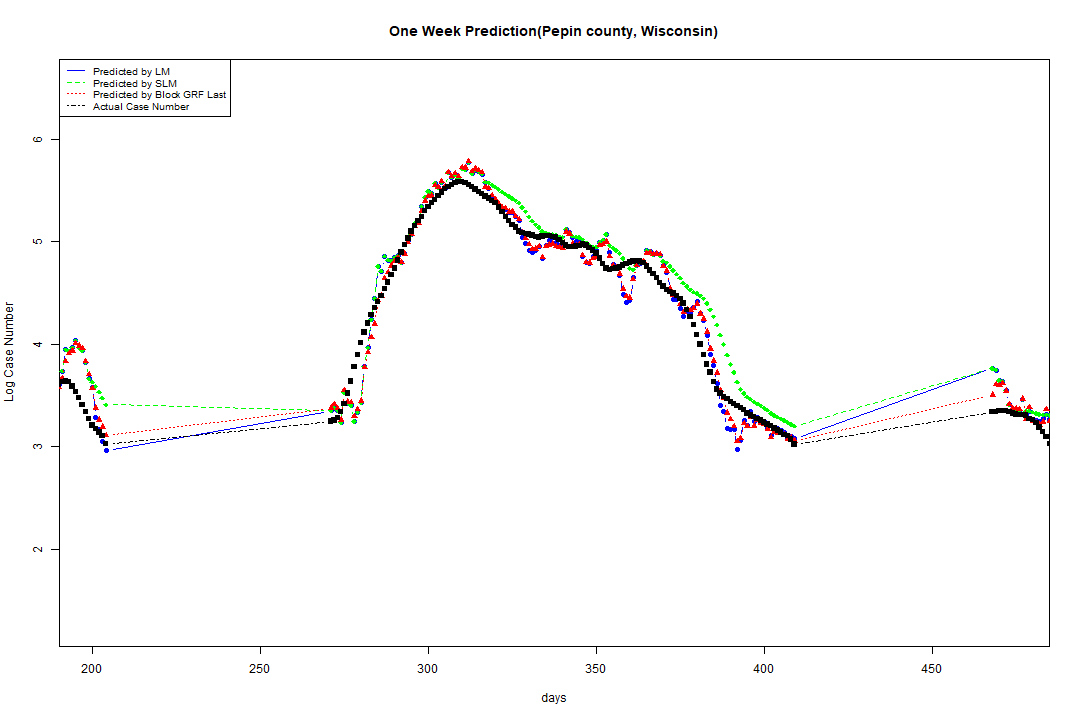 One Week Prediction(Pepin county, Wisconsin)
Predicted by LM
Predicted by SLM
Predicted by Block GRF Last
Actual Case Number
6
5
4
3
2
Log Case Number
200 250 300 350 400 450
days